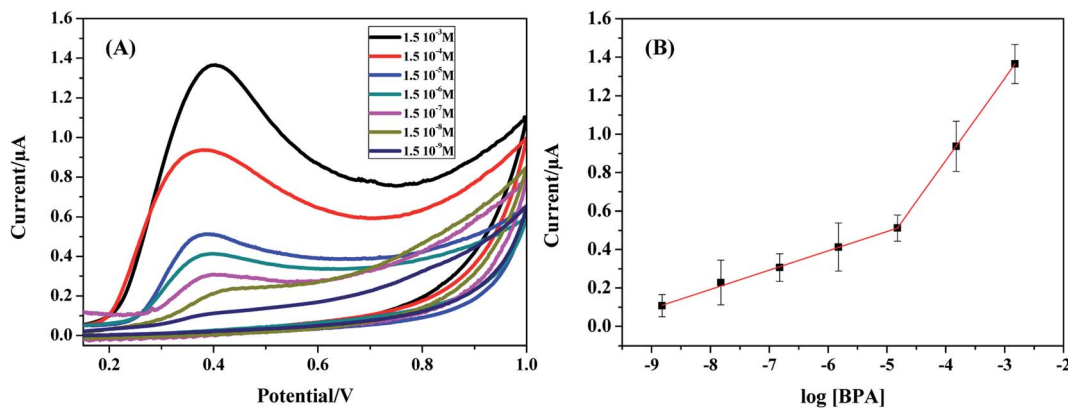 (A)
1.5 10⁻³M
1.5 10⁻⁴M
1.5 10⁻⁵M
1.5 10⁻⁶M
1.5 10⁻⁷M
1.5 10⁻⁸M
1.5 10⁻⁹M
Current/μA
1.6
1.4
1.2
1.0
0.8
0.6
0.4
0.2
0.0
0.2 0.4 0.6 0.8 1.0
Potential/V
(B)
Current/μA
1.6
1.4
1.2
1.0
0.8
0.6
0.4
0.2
0.0
-9 -8 -7 -6 -5 -4 -3 -2
log [BPA]